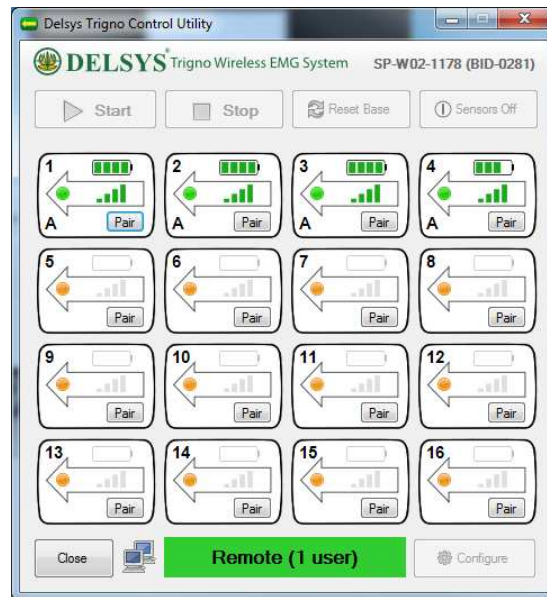 Delsys Trigno Control Utility
DELSYS® Trigno Wireless EMG System SP-W02-1178 (BID-0281)
Start Stop Reset Base Sensors Off
1 2 3 4
A Pair A Pair A Pair A Pair
5 6 7 8
Pair Pair Pair Pair
9 10 11 12
Pair Pair Pair Pair
13 14 15 16
Pair Pair Pair Pair
Close Remote (1 user) Configure